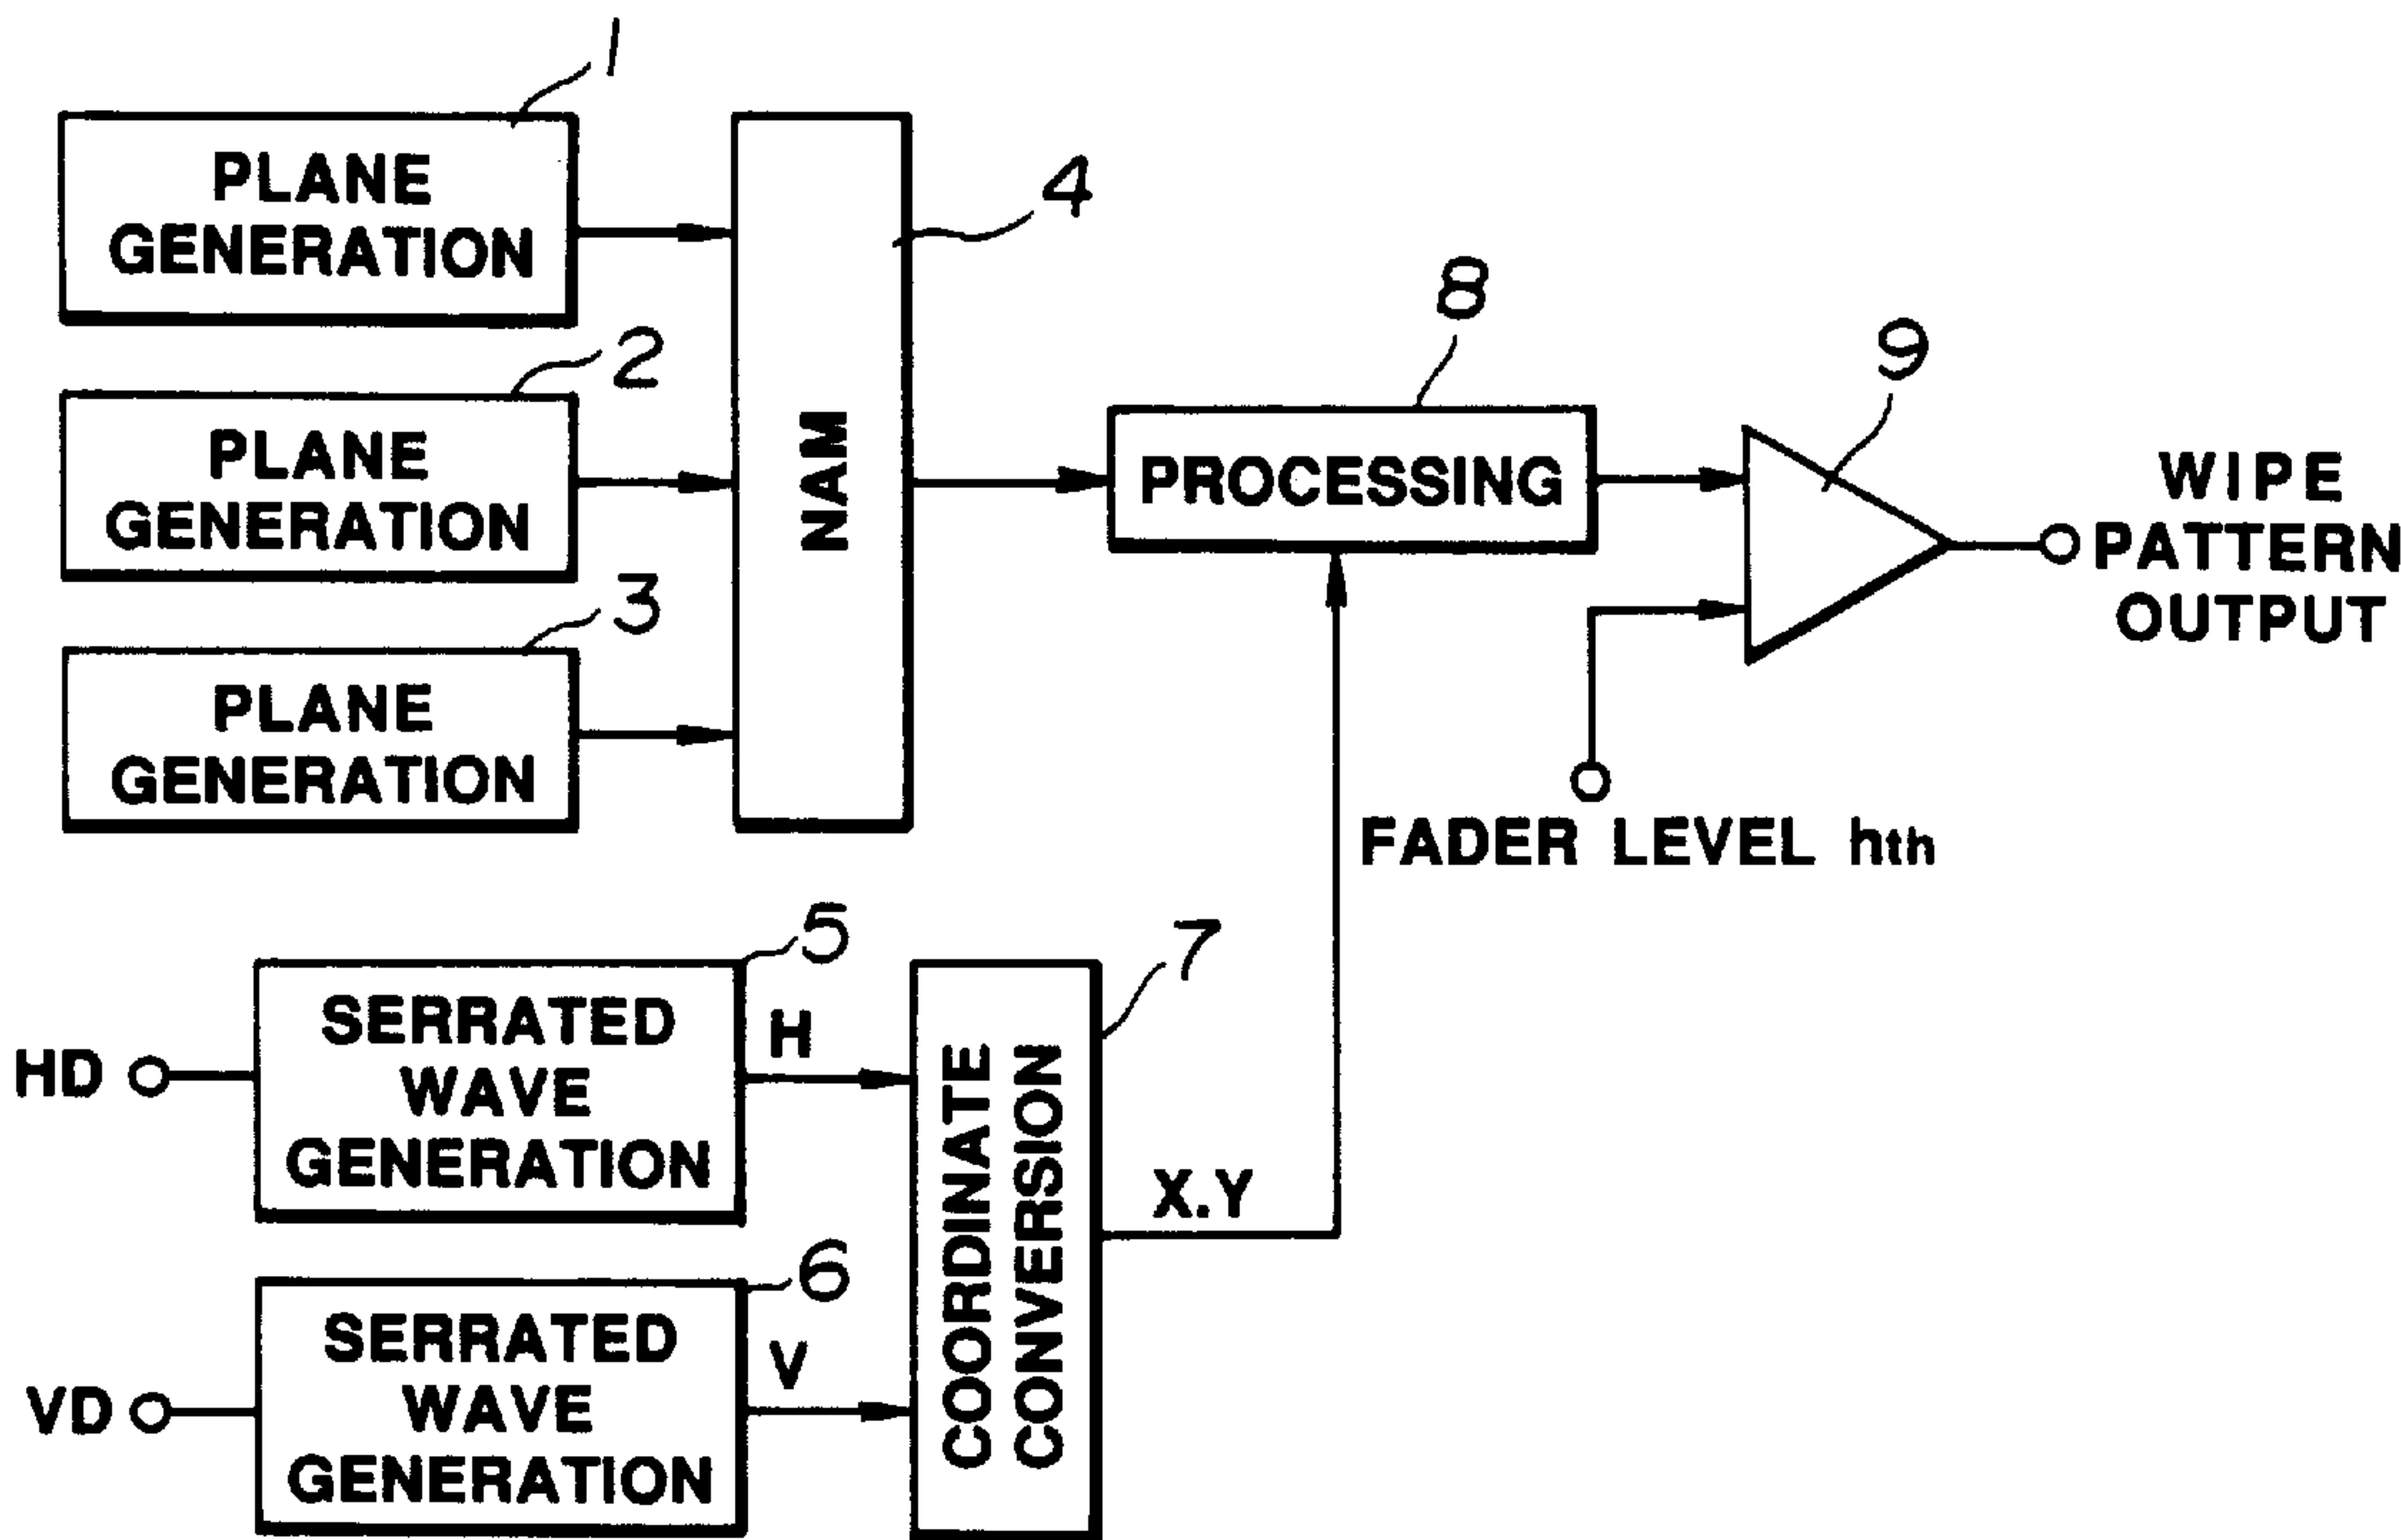 1
PLANE
GENERATION
2
PLANE
GENERATION
3
PLANE
GENERATION
4
NAM
8
PROCESSING
9
WIPE
PATTERN
OUTPUT
FADER LEVEL hth
HD
5
SERRATED
WAVE
GENERATION
H
VD
6
SERRATED
WAVE
GENERATION
V
7
COORDINATE
CONVERSION
X.Y